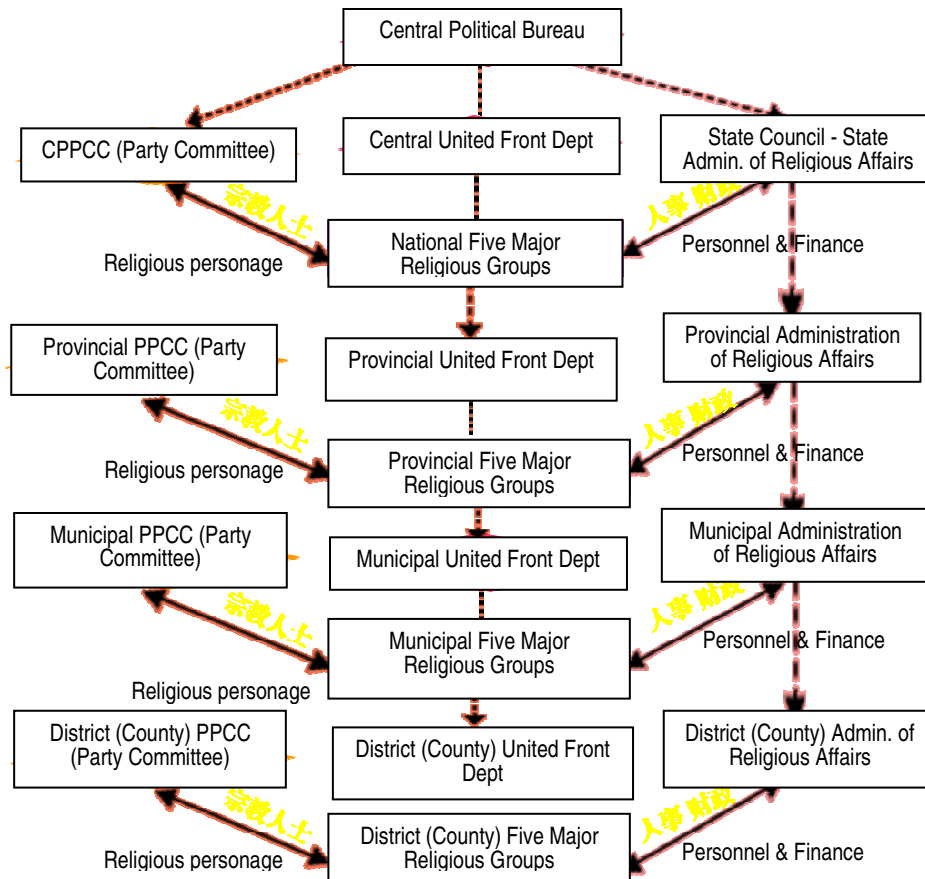 Central Political Bureau
CPPCC (Party Committee)
Central United Front Dept
State Council - State
Admin. of Religious Affairs
宗教人士
人事 財政
Religious personage
National Five Major
Religious Groups
Personnel & Finance
Provincial PPCC (Party
Committee)
Provincial United Front Dept
Provincial Administration
of Religious Affairs
宗教人士
人事 財政
Religious personage
Provincial Five Major
Religious Groups
Personnel & Finance
Municipal PPCC (Party
Committee)
Municipal United Front Dept
Municipal Administration
of Religious Affairs
宗教人士
人事 財政
Religious personage
Municipal Five Major
Religious Groups
Personnel & Finance
District (County) PPCC
(Party Committee)
District (County) United Front
Dept
District (County) Admin. of
Religious Affairs
宗教人士
人事 財政
Religious personage
District (County) Five Major
Religious Groups
Personnel & Finance